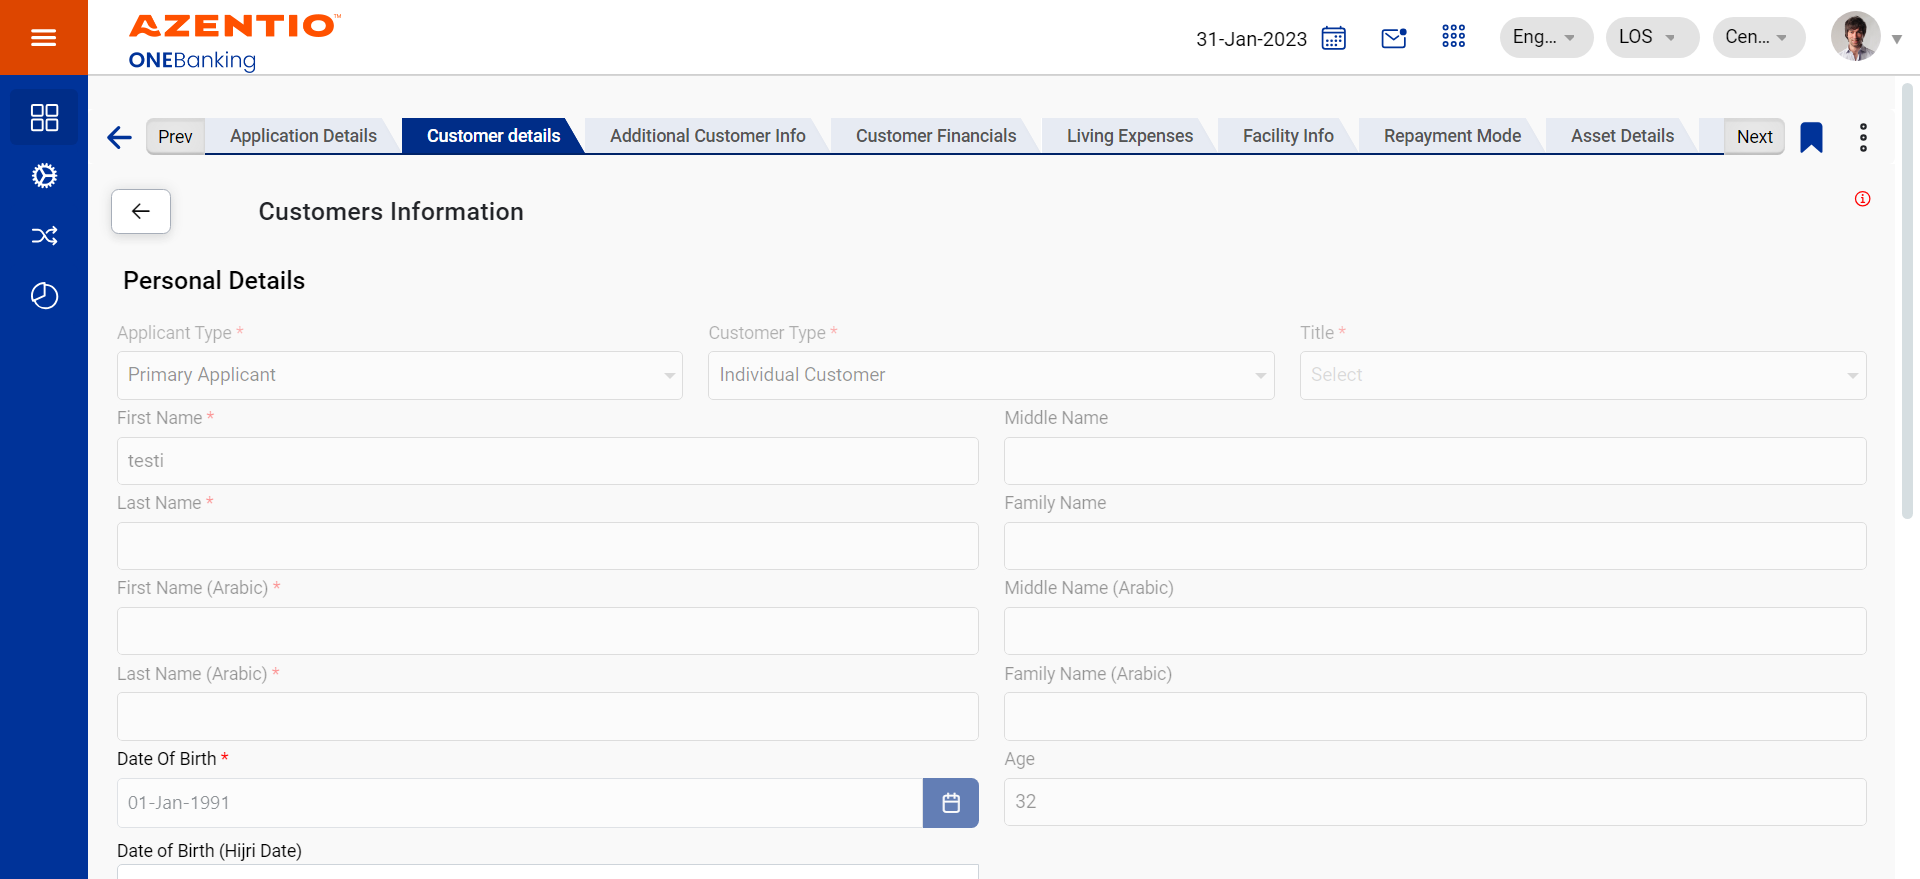 AZENTIO™
ONEBanking
31-Jan-2023
Eng...
LOS
Cen...
Prev
Application Details
Customer details
Additional Customer Info
Customer Financials
Living Expenses
Facility Info
Repayment Mode
Asset Details
Next
Customers Information
Personal Details
Applicant Type *
Customer Type *
Title *
Primary Applicant
Individual Customer
Select
First Name *
Middle Name
testi
Last Name *
Family Name
First Name (Arabic) *
Middle Name (Arabic)
Last Name (Arabic) *
Family Name (Arabic)
Date Of Birth *
Age
01-Jan-1991
32
Date of Birth (Hijri Date)